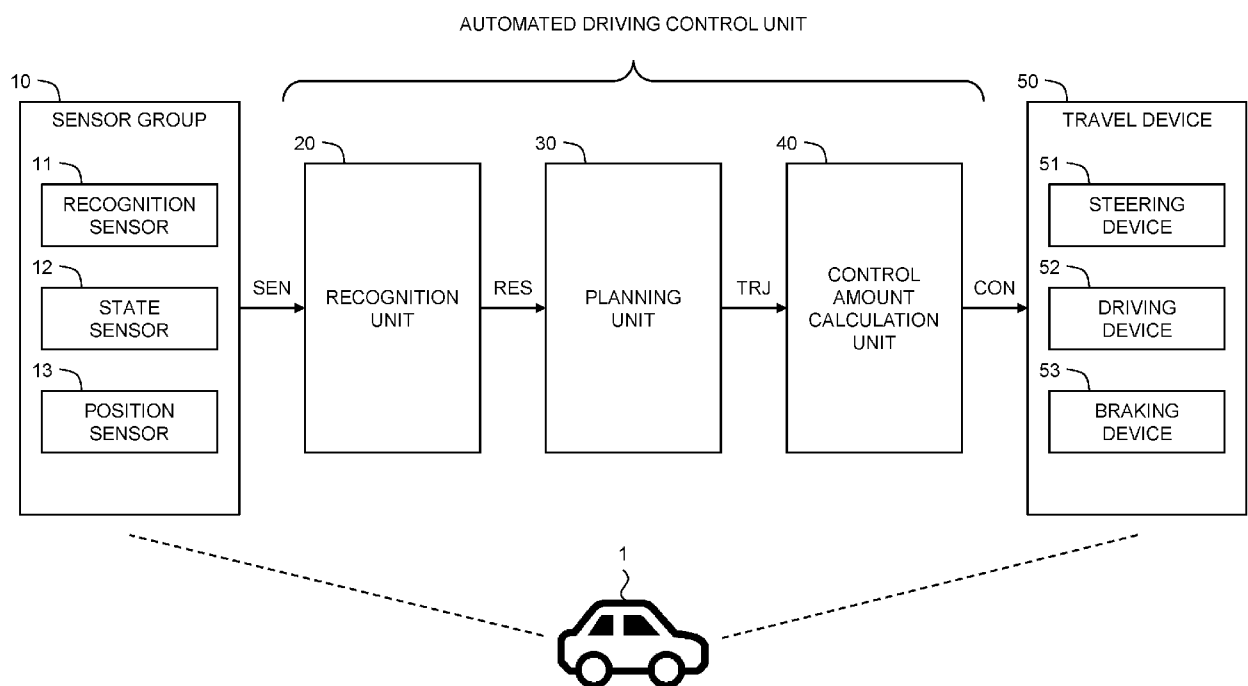 AUTOMATED DRIVING CONTROL UNIT
10
SENSOR GROUP
11
RECOGNITION
SENSOR
12
STATE
SENSOR
13
POSITION
SENSOR
SEN
20
RECOGNITION
UNIT
RES
30
PLANNING
UNIT
TRJ
40
CONTROL
AMOUNT
CALCULATION
UNIT
CON
50
TRAVEL DEVICE
51
STEERING
DEVICE
52
DRIVING
DEVICE
53
BRAKING
DEVICE
1